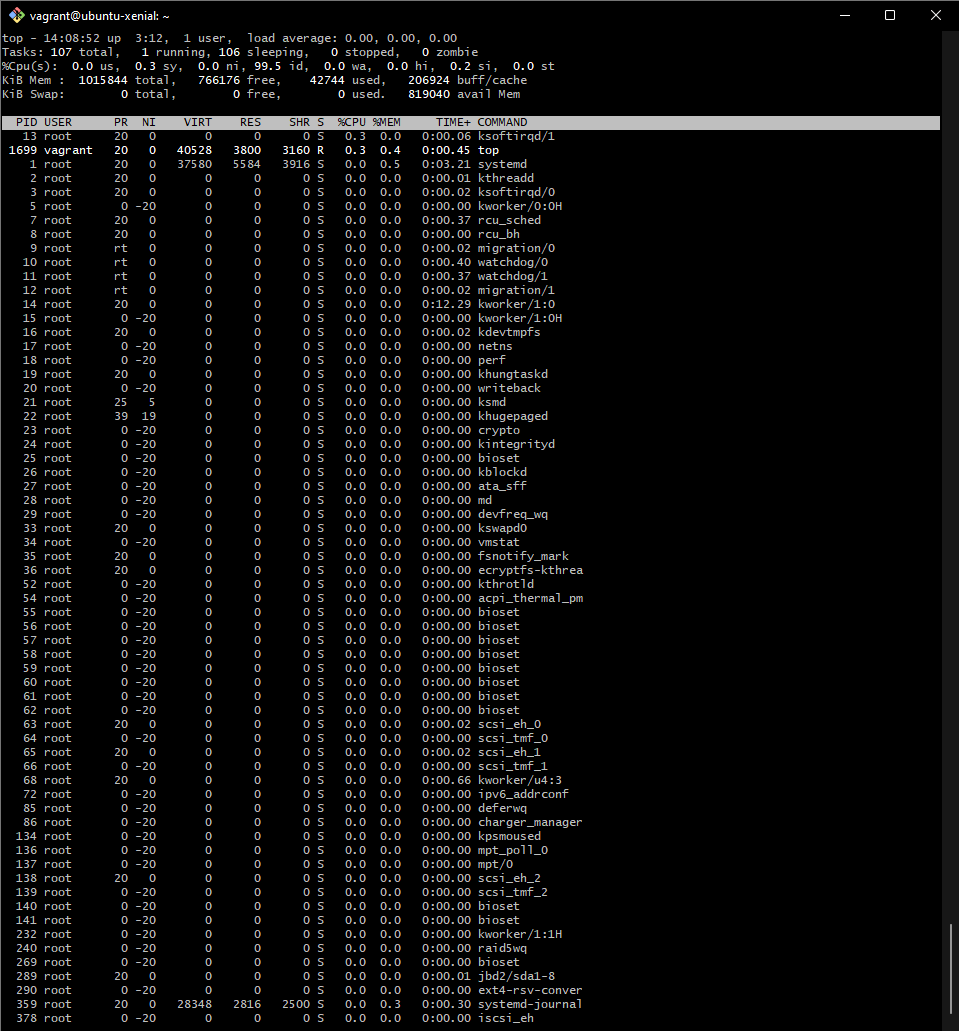 vagrant@ubuntu-xenial: ~
top - 14:08:52 up  3:12,  1 user,  load average: 0.00, 0.00, 0.00
Tasks: 107 total,   1 running, 106 sleeping,   0 stopped,   0 zombie
%Cpu(s):  0.0 us,  0.3 sy,  0.0 ni, 99.5 id,  0.0 wa,  0.0 hi,  0.2 si,  0.0 st
KiB Mem :  1015844 total,   766176 free,    42744 used,   206924 buff/cache
KiB Swap:        0 total,        0 free,        0 used.   819040 avail Mem
PID USER      PR  NI    VIRT    RES    SHR S  %CPU %MEM     TIME+ COMMAND
13 root      20   0       0      0      0 S   0.3  0.0   0:00.06 ksoftirqd/1
1699 vagrant   20   0   40528   3800   3160 R   0.3  0.4   0:00.45 top
1 root      20   0   37580   5584   3916 S   0.0  0.5   0:03.21 systemd
2 root      20   0       0      0      0 S   0.0  0.0   0:00.01 kthreadd
3 root      20   0       0      0      0 S   0.0  0.0   0:00.02 ksoftirqd/0
5 root       0 -20       0      0      0 S   0.0  0.0   0:00.00 kworker/0:0H
7 root      20   0       0      0      0 S   0.0  0.0   0:00.37 rcu_sched
8 root      20   0       0      0      0 S   0.0  0.0   0:00.00 rcu_bh
9 root      rt   0       0      0      0 S   0.0  0.0   0:00.02 migration/0
10 root      rt   0       0      0      0 S   0.0  0.0   0:00.40 watchdog/0
11 root      rt   0       0      0      0 S   0.0  0.0   0:00.37 watchdog/1
12 root      rt   0       0      0      0 S   0.0  0.0   0:00.02 migration/1
14 root      20   0       0      0      0 S   0.0  0.0   0:12.29 kworker/1:0
15 root       0 -20       0      0      0 S   0.0  0.0   0:00.00 kworker/1:0H
16 root      20   0       0      0      0 S   0.0  0.0   0:00.02 kdevtmpfs
17 root       0 -20       0      0      0 S   0.0  0.0   0:00.00 netns
18 root       0 -20       0      0      0 S   0.0  0.0   0:00.00 perf
19 root      20   0       0      0      0 S   0.0  0.0   0:00.00 khungtaskd
20 root       0 -20       0      0      0 S   0.0  0.0   0:00.00 writeback
21 root      25   5       0      0      0 S   0.0  0.0   0:00.00 ksmd
22 root      39  19       0      0      0 S   0.0  0.0   0:00.00 khugepaged
23 root       0 -20       0      0      0 S   0.0  0.0   0:00.00 crypto
24 root       0 -20       0      0      0 S   0.0  0.0   0:00.00 kintegrityd
25 root       0 -20       0      0      0 S   0.0  0.0   0:00.00 bioset
26 root       0 -20       0      0      0 S   0.0  0.0   0:00.00 kblockd
27 root       0 -20       0      0      0 S   0.0  0.0   0:00.00 ata_sff
28 root       0 -20       0      0      0 S   0.0  0.0   0:00.00 md
29 root       0 -20       0      0      0 S   0.0  0.0   0:00.00 devfreq_wq
33 root      20   0       0      0      0 S   0.0  0.0   0:00.00 kswapd0
34 root       0 -20       0      0      0 S   0.0  0.0   0:00.00 vmstat
35 root      20   0       0      0      0 S   0.0  0.0   0:00.00 fsnotify_mark
36 root      20   0       0      0      0 S   0.0  0.0   0:00.00 ecryptfs-kthrea
52 root       0 -20       0      0      0 S   0.0  0.0   0:00.00 kthrotld
54 root       0 -20       0      0      0 S   0.0  0.0   0:00.00 acpi_thermal_pm
55 root       0 -20       0      0      0 S   0.0  0.0   0:00.00 bioset
56 root       0 -20       0      0      0 S   0.0  0.0   0:00.00 bioset
57 root       0 -20       0      0      0 S   0.0  0.0   0:00.00 bioset
58 root       0 -20       0      0      0 S   0.0  0.0   0:00.00 bioset
59 root       0 -20       0      0      0 S   0.0  0.0   0:00.00 bioset
60 root       0 -20       0      0      0 S   0.0  0.0   0:00.00 bioset
61 root       0 -20       0      0      0 S   0.0  0.0   0:00.00 bioset
62 root       0 -20       0      0      0 S   0.0  0.0   0:00.00 bioset
63 root      20   0       0      0      0 S   0.0  0.0   0:00.02 scsi_eh_0
64 root       0 -20       0      0      0 S   0.0  0.0   0:00.00 scsi_tmf_0
65 root      20   0       0      0      0 S   0.0  0.0   0:00.02 scsi_eh_1
66 root       0 -20       0      0      0 S   0.0  0.0   0:00.00 scsi_tmf_1
68 root      20   0       0      0      0 S   0.0  0.0   0:00.66 kworker/u4:3
72 root       0 -20       0      0      0 S   0.0  0.0   0:00.00 ipv6_addrconf
85 root       0 -20       0      0      0 S   0.0  0.0   0:00.00 deferwq
86 root       0 -20       0      0      0 S   0.0  0.0   0:00.00 charger_manager
134 root       0 -20       0      0      0 S   0.0  0.0   0:00.00 kpsmoused
136 root       0 -20       0      0      0 S   0.0  0.0   0:00.00 mpt_poll_0
137 root       0 -20       0      0      0 S   0.0  0.0   0:00.00 mpt/0
138 root      20   0       0      0      0 S   0.0  0.0   0:00.00 scsi_eh_2
139 root       0 -20       0      0      0 S   0.0  0.0   0:00.00 scsi_tmf_2
140 root       0 -20       0      0      0 S   0.0  0.0   0:00.00 bioset
141 root       0 -20       0      0      0 S   0.0  0.0   0:00.00 bioset
232 root       0 -20       0      0      0 S   0.0  0.0   0:00.00 kworker/1:1H
240 root       0 -20       0      0      0 S   0.0  0.0   0:00.00 raid5wq
269 root       0 -20       0      0      0 S   0.0  0.0   0:00.00 bioset
289 root      20   0       0      0      0 S   0.0  0.0   0:00.01 jbd2/sda1-8
290 root       0 -20       0      0      0 S   0.0  0.0   0:00.00 ext4-rsv-conver
359 root      20   0   28348   2816   2500 S   0.0  0.3   0:00.30 systemd-journal
378 root       0 -20       0      0      0 S   0.0  0.0   0:00.00 iscsi_eh